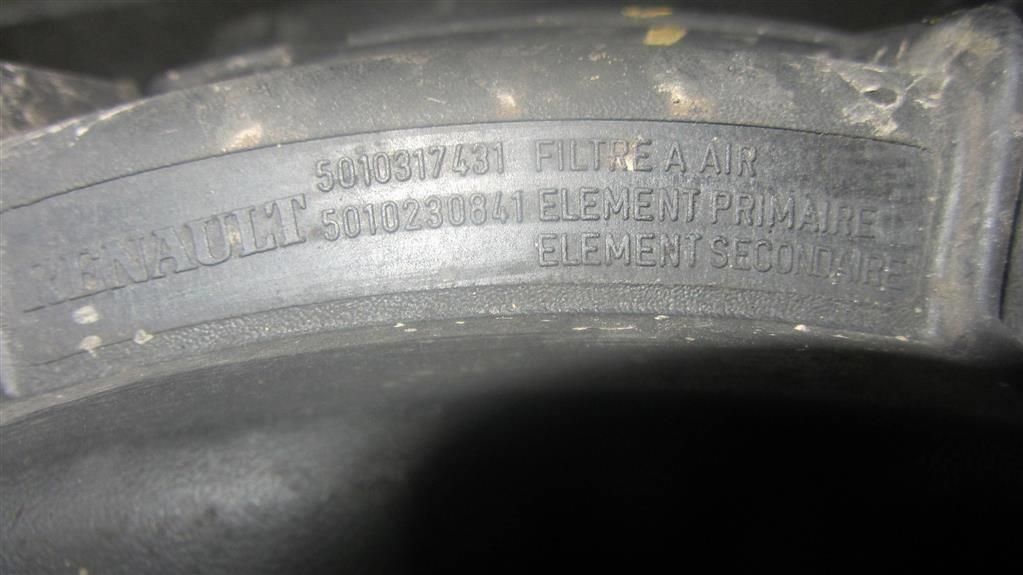 RENAULT
5010317431 FILTRE A AIR
5010230841 ELEMENT PRIMAIRE
ELEMENT SECONDAIRE